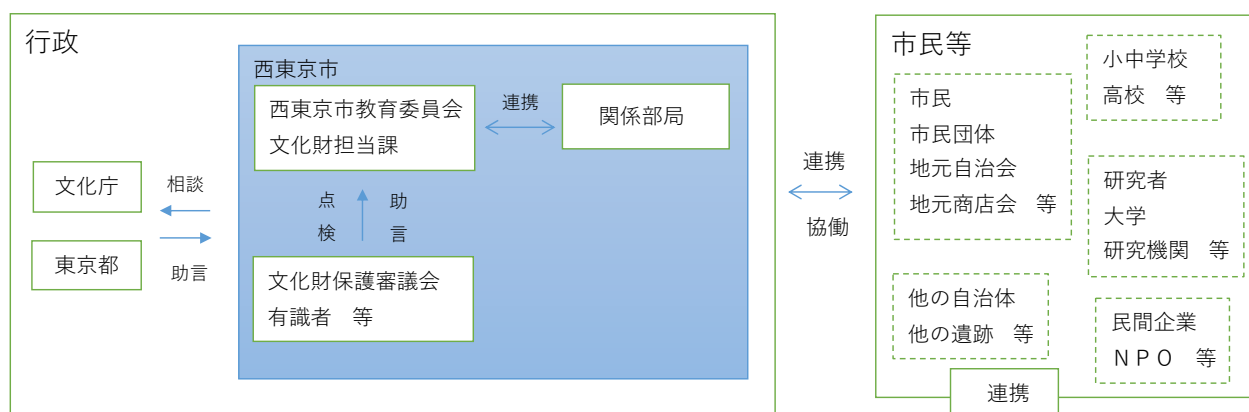 行政
西東京市
西東京市教育委員会
文化財担当課
連携
関係部局
文化庁
東京都
相談
助言
点検
助言
文化財保護審議会
有識者　等
連携
協働
市民等
市民
市民団体
地元自治会
地元商店会　等
小中学校
高校　等
研究者
大学
研究機関　等
他の自治体
他の遺跡　等
民間企業
ＮＰＯ　等
連携